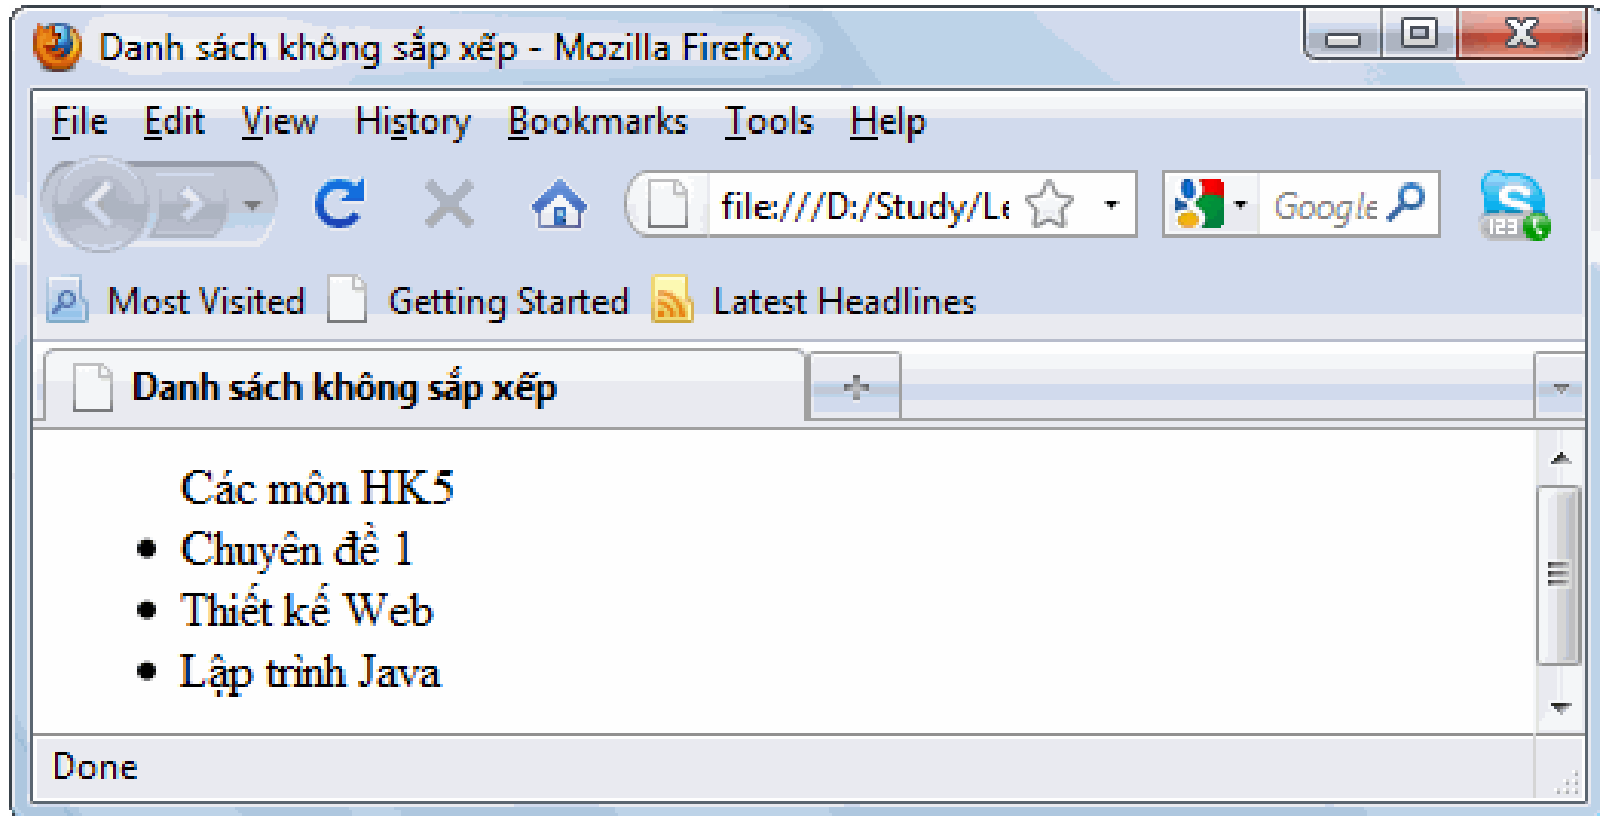 Danh sách không sắp xếp - Mozilla Firefox
File Edit View History Bookmarks Tools Help
file:///D:/Study/Le Google
123
Most Visited Getting Started Latest Headlines
Danh sách không sắp xếp
Các môn HK5
• Chuyên đề 1
• Thiết kế Web
• Lập trình Java
Done